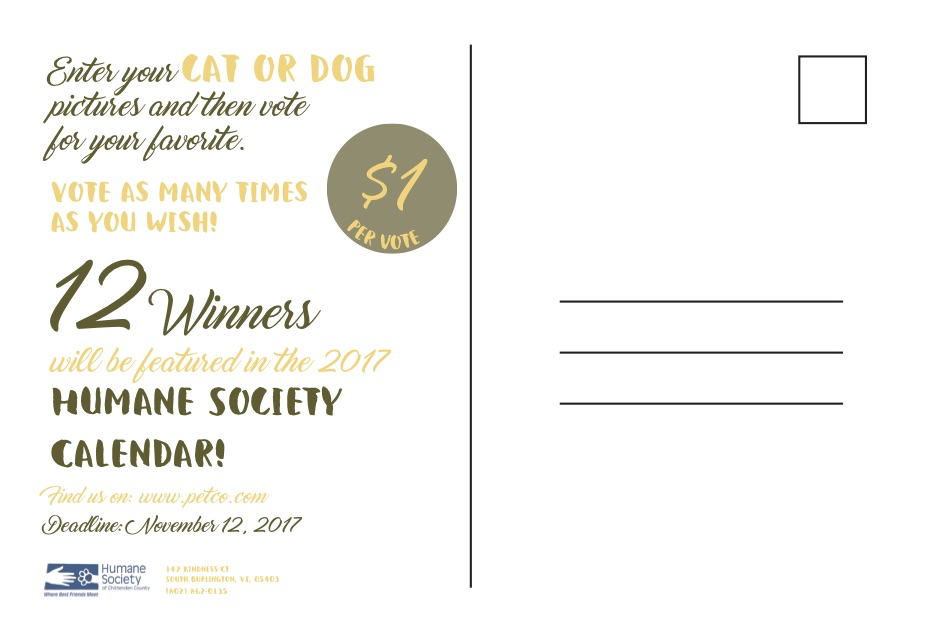 Enter your CAT OR DOG
pictures and then vote
for your favorite.
VOTE AS MANY TIMES
AS YOU WISH!
$1
PER VOTE
12 Winners
will be featured in the 2017
HUMANE SOCIETY
CALENDAR!
Find us on: www.petco.com
Deadline: November 12, 2017
Humane
Society
of Chittenden County
Where Best Friends Meet
142 KINDNESS CT
SOUTH BURLINGTON, VT, 05403
(802) 862-0135